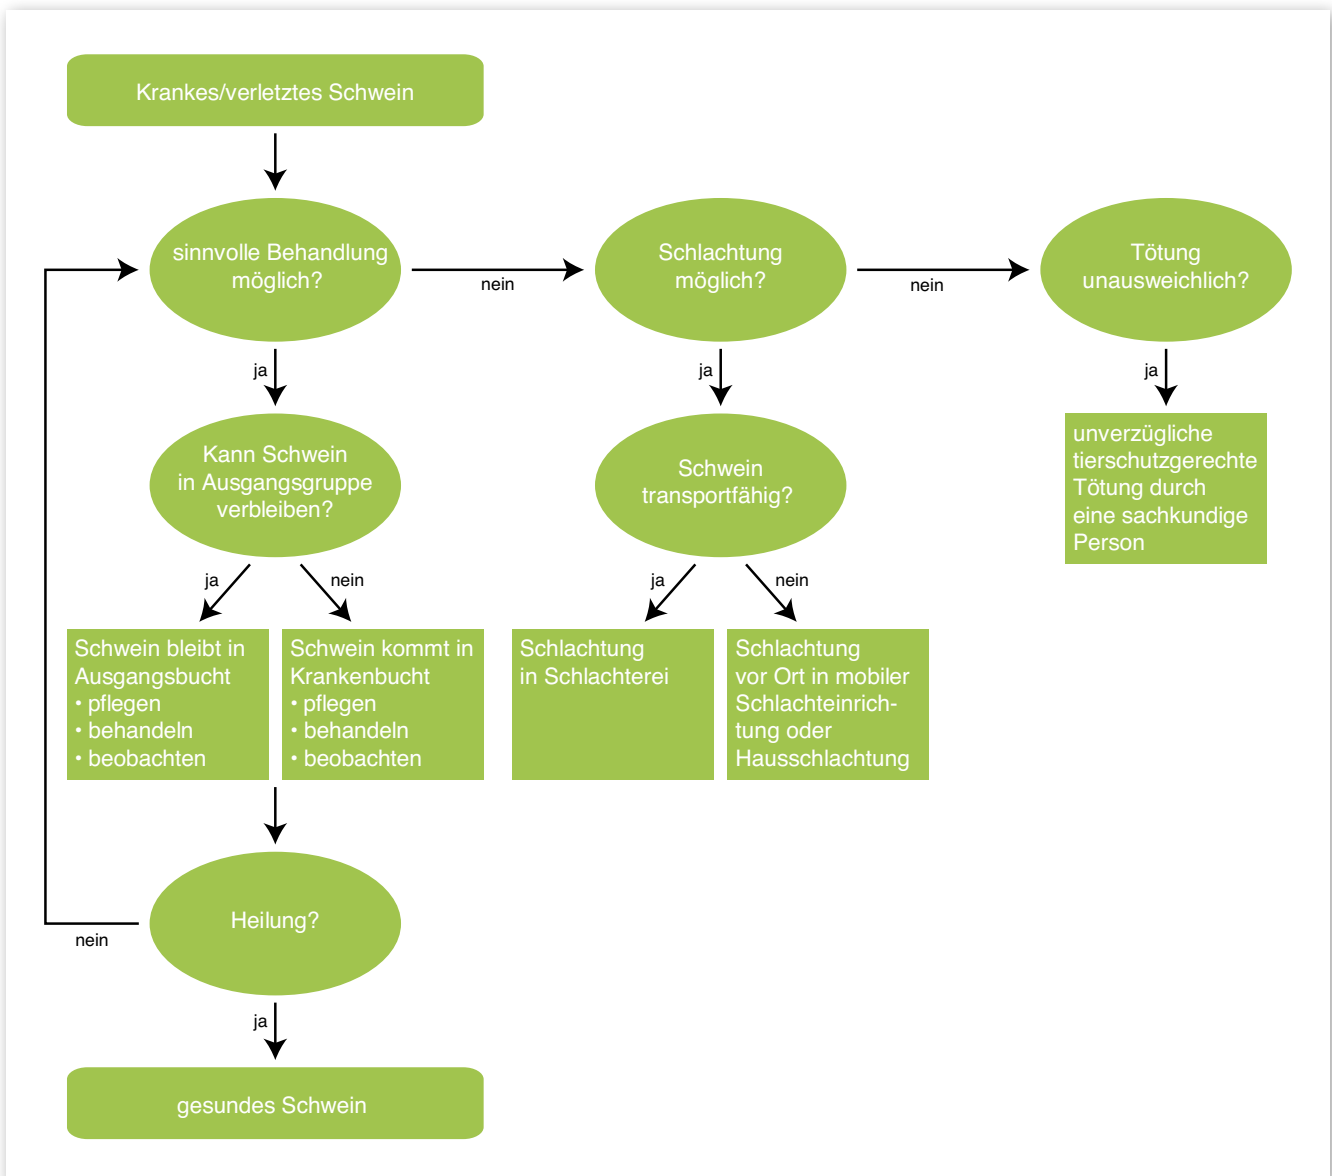 Krankes/verletztes Schwein
sinnvolle Behandlung
möglich?
nein
Schlachtung
möglich?
nein
Tötung
unausweichlich?
ja
ja
ja
Kann Schwein
in Ausgangsgruppe
verbleiben?
Schwein
transportfähig?
unverzügliche
tierschutzgerechte
Tötung durch
eine sachkundige
Person
ja
nein
ja
nein
Schwein bleibt in
Ausgangsbucht
• pflegen
• behandeln
• beobachten
Schwein kommt in
Krankenbucht
• pflegen
• behandeln
• beobachten
Schlachtung
in Schlachterei
Schlachtung
vor Ort in mobiler
Schlachteinrich-
tung oder
Hausschlachtung
Heilung?
nein
ja
gesundes Schwein